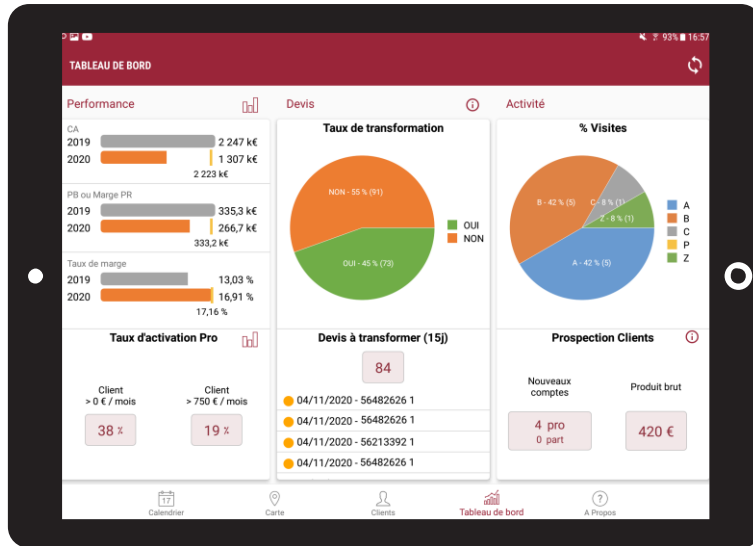 93% 16:57
TABLEAU DE BORD
Performance
CA
2019 2 247 k€
2020 1 307 k€
2 223 k€
PB ou Marge PR
2019 335,3 k€
2020 266,7 k€
333,2 k€
Taux de marge
2019 13,03 %
2020 16,91 %
17,16 %
Taux d'activation Pro
Client
> 0 € / mois
38 %
Client
> 750 € / mois
19 %
Devis
Taux de transformation
NON - 55 % (91)
OUI - 45 % (73)
OUI
NON
Devis à transformer (15j)
84
04/11/2020 - 56482626 1
04/11/2020 - 56482626 1
04/11/2020 - 56213392 1
04/11/2020 - 56482626 1
Activité
% Visites
B - 42 % (5)
C - 8 % (1)
Z - 8 % (1)
A - 42 % (5)
A
B
C
P
Z
Prospection Clients
Nouveaux
comptes
4 pro
0 part
Produit brut
420 €
17
Calendrier
Carte
Clients
Tableau de bord
?
A Propos